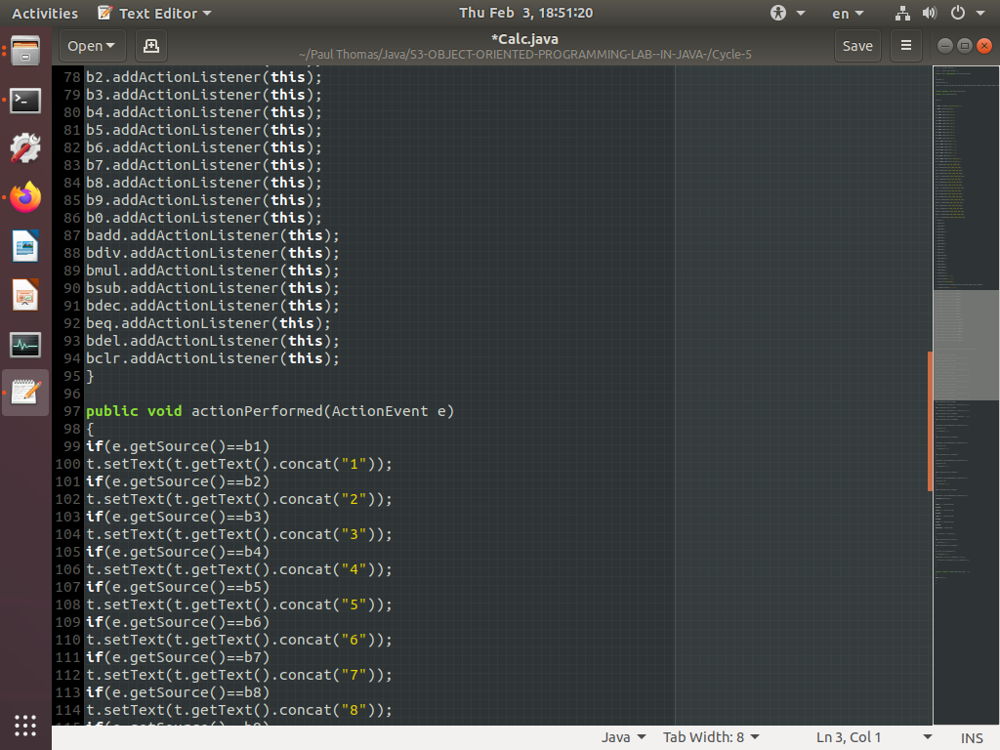 Activities Text Editor Thu Feb 3, 18:51:20 en
Open *Calc.java Save
~/Paul Thomas/Java/S3-OBJECT-ORIENTED-PROGRAMMING-LAB--IN-JAVA-/Cycle-5
78 b2.addActionListener(this);
79 b3.addActionListener(this);
80 b4.addActionListener(this);
81 b5.addActionListener(this);
82 b6.addActionListener(this);
83 b7.addActionListener(this);
84 b8.addActionListener(this);
85 b9.addActionListener(this);
86 b0.addActionListener(this);
87 badd.addActionListener(this);
88 bdiv.addActionListener(this);
89 bmul.addActionListener(this);
90 bsub.addActionListener(this);
91 bdec.addActionListener(this);
92 beq.addActionListener(this);
93 bdel.addActionListener(this);
94 bclr.addActionListener(this);
95 }
96
97 public void actionPerformed(ActionEvent e)
98 {
99 if(e.getSource()==b1)
100 t.setText(t.getText().concat("1"));
101 if(e.getSource()==b2)
102 t.setText(t.getText().concat("2"));
103 if(e.getSource()==b3)
104 t.setText(t.getText().concat("3"));
105 if(e.getSource()==b4)
106 t.setText(t.getText().concat("4"));
107 if(e.getSource()==b5)
108 t.setText(t.getText().concat("5"));
109 if(e.getSource()==b6)
110 t.setText(t.getText().concat("6"));
111 if(e.getSource()==b7)
112 t.setText(t.getText().concat("7"));
113 if(e.getSource()==b8)
114 t.setText(t.getText().concat("8"));
Java Tab Width: 8 Ln 3, Col 1 INS